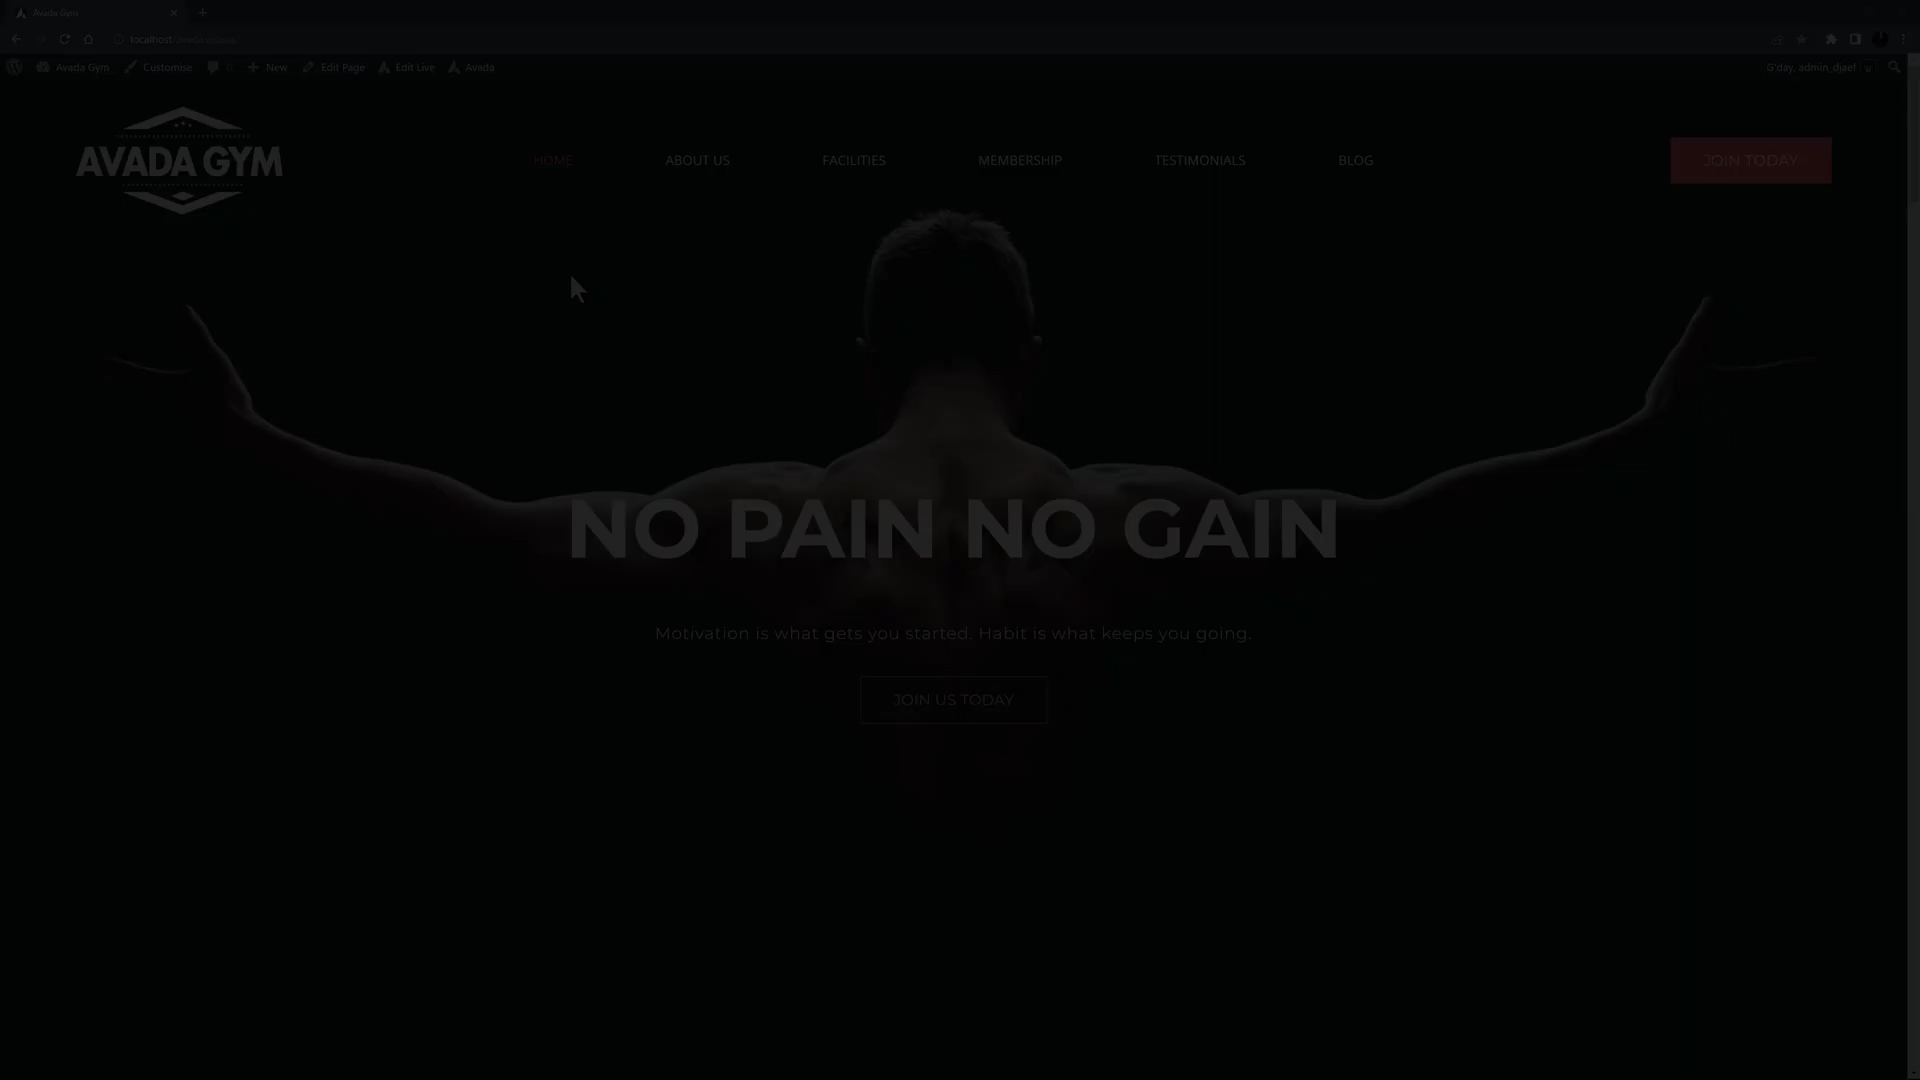 Avada Gym
localhost
Avada Gym Customise 0 New Edit Page Edit Live Avada G'day, admin_djaef
AVADA GYM
HOME ABOUT US FACILITIES MEMBERSHIP TESTIMONIALS BLOG JOIN TODAY
NO PAIN NO GAIN
Motivation is what gets you started. Habit is what keeps you going.
JOIN US TODAY